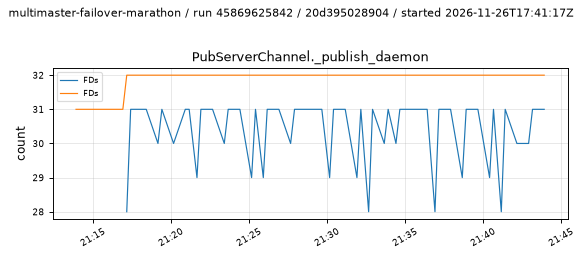 multimaster-failover-marathon / run 45869625842 / 20d395028904 / started 2026-11-26T17:41:17Z
PubServerChannel._publish_daemon
count
32
31
30
29
28
FDs
FDs
21:15
21:20
21:25
21:30
21:35
21:40
21:45